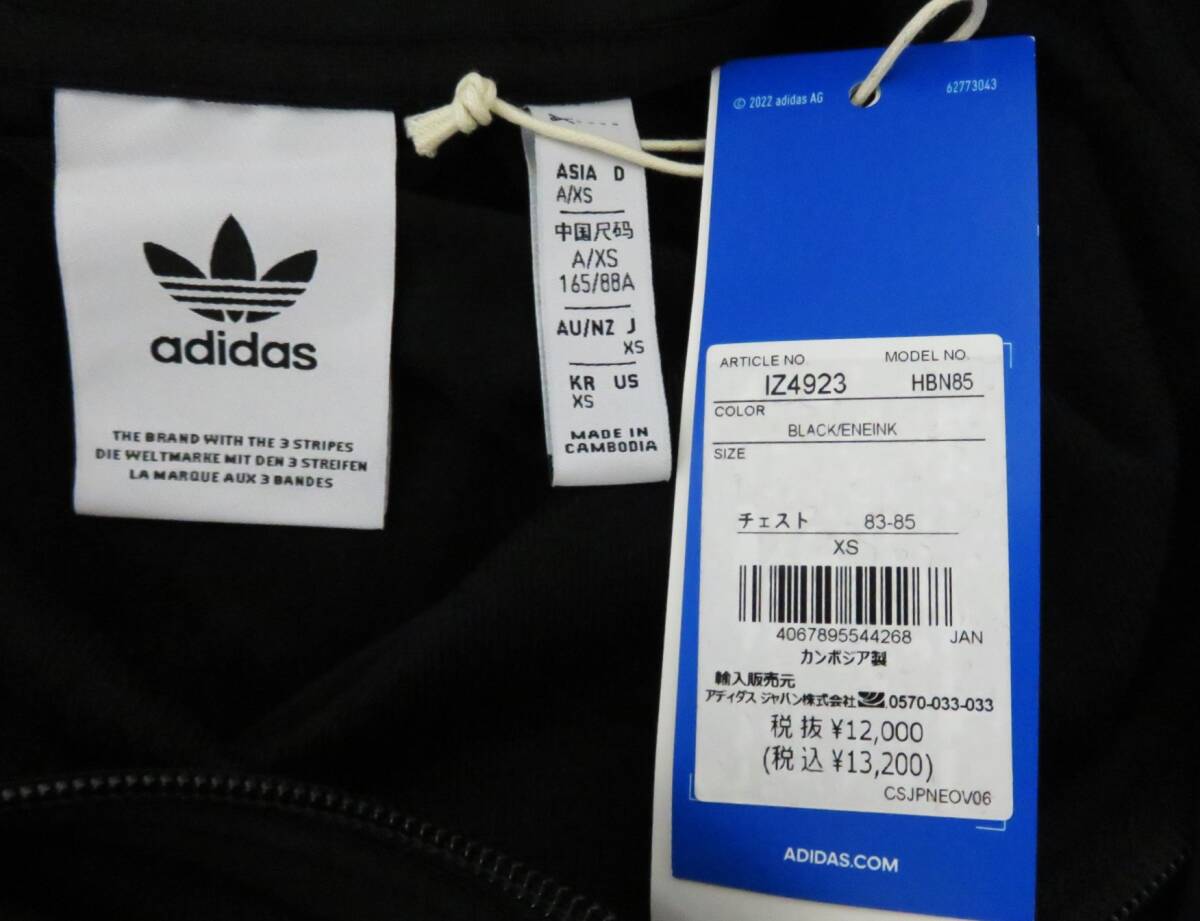 adidas
THE BRAND WITH THE 3 STRIPES
DIE WELTMARKE MIT DEN 3 STREIFEN
LA MARQUE AUX 3 BANDES
ASIA D
A/XS
中国尺码
A/XS
165/88A
AU/NZ J
XS
KR US
XS
MADE IN
CAMBODIA
© 2022 adidas AG 62773043
ARTICLE NO. MODEL NO.
IZ4923 HBN85
COLOR
BLACK/ENEINK
SIZE
チェスト 83-85
XS
4067895544268 JAN
カンボジア製
輸入販売元
アディダス ジャパン株式会社 0570-033-033
税抜 ¥12,000
(税込 ¥13,200)
CSJPNEOV06
ADIDAS.COM